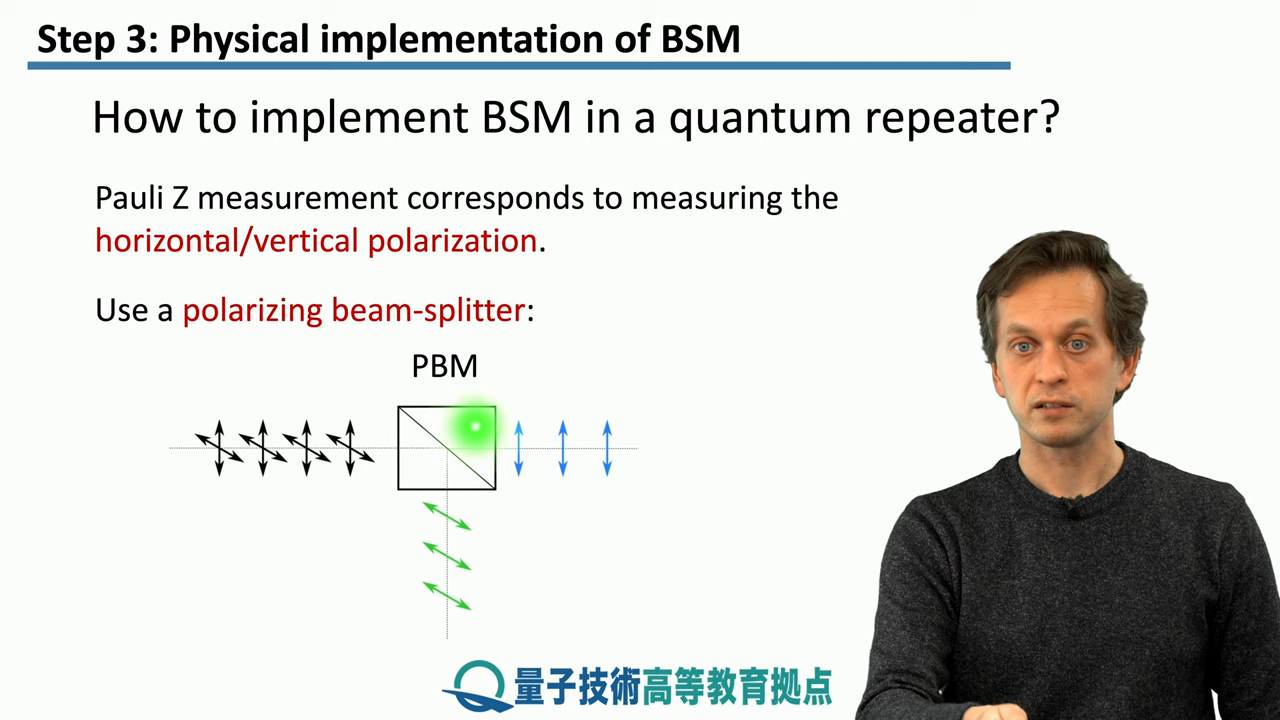 Step 3: Physical implementation of BSM
How to implement BSM in a quantum repeater?
Pauli Z measurement corresponds to measuring the
horizontal/vertical polarization.
Use a polarizing beam-splitter:
PBM
量子技術高等教育拠点